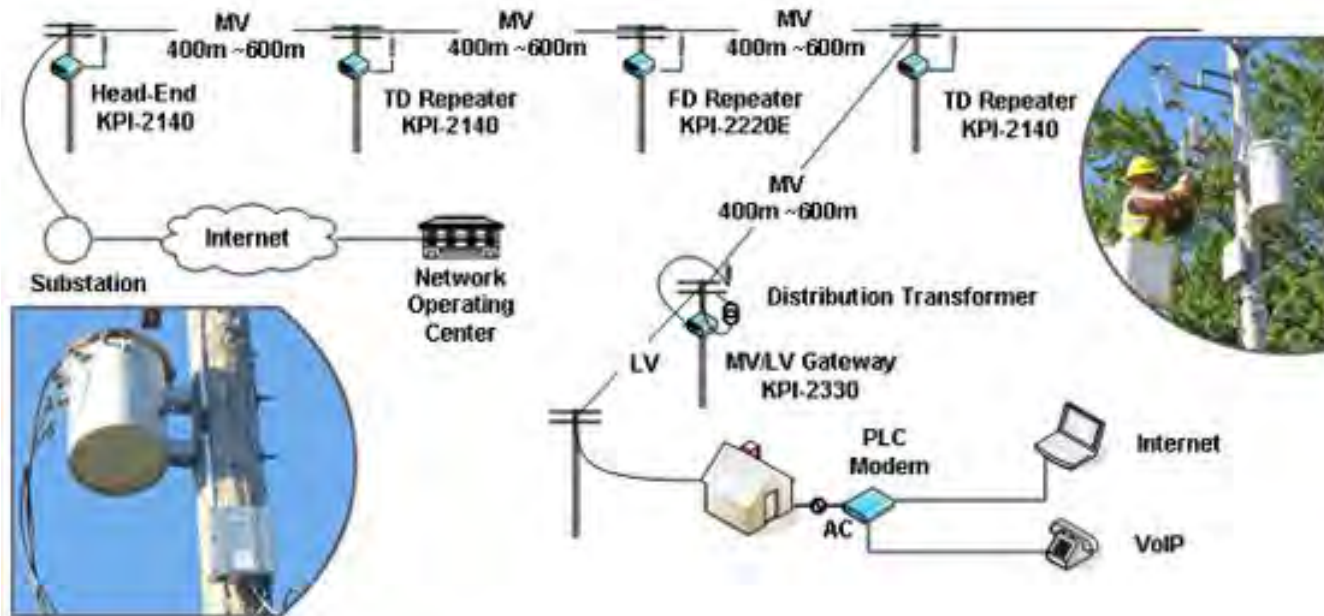 MV
400m ~600m
MV
400m ~600m
MV
400m ~600m
Head-End
KPI-2140
TD Repeater
KPI-2140
FD Repeater
KPI-2220E
TD Repeater
KPI-2140
MV
400m ~600m
Internet
Substation
Network
Operating
Center
Distribution Transformer
LV
MV/LV Gateway
KPI-2330
PLC
Modem
AC
Internet
VoIP